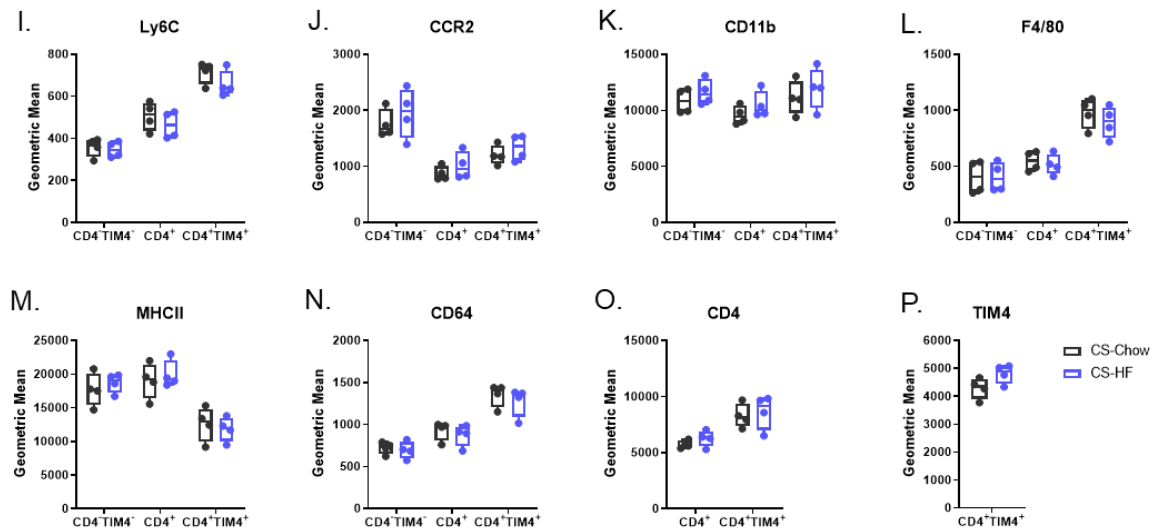 I.
Ly6C
Geometric Mean
800
600
400
200
0
CD4⁻TIM4⁻ CD4⁺ CD4⁺TIM4⁺
J.
CCR2
Geometric Mean
3000
2000
1000
0
CD4⁻TIM4⁻ CD4⁺ CD4⁺TIM4⁺
K.
CD11b
Geometric Mean
15000
10000
5000
0
CD4⁻TIM4⁻ CD4⁺ CD4⁺TIM4⁺
L.
F4/80
Geometric Mean
1500
1000
500
0
CD4⁻TIM4⁻ CD4⁺ CD4⁺TIM4⁺
M.
MHCII
Geometric Mean
25000
20000
15000
10000
5000
0
CD4⁻TIM4⁻ CD4⁺ CD4⁺TIM4⁺
N.
CD64
Geometric Mean
2000
1500
1000
500
0
CD4⁻TIM4⁻ CD4⁺ CD4⁺TIM4⁺
O.
CD4
Geometric Mean
15000
10000
5000
0
CD4⁺ CD4⁺TIM4⁺
P.
TIM4
Geometric Mean
6000
5000
4000
3000
2000
1000
0
CD4⁺TIM4⁺
CS-Chow
CS-HF